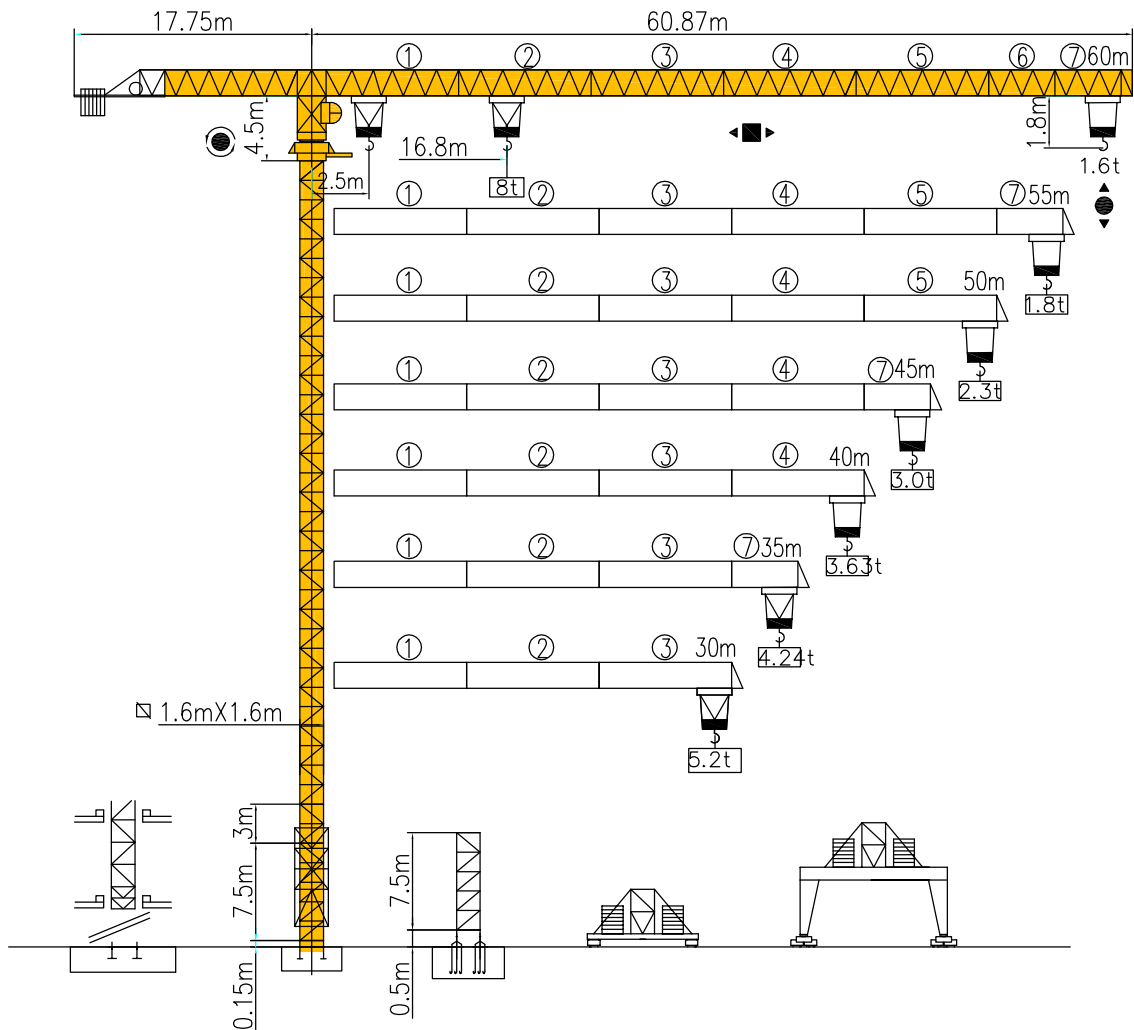 17.75m 60.87m
① ② ③ ④ ⑤ ⑥ ⑦60m
4.5m 1.8m
16.8m 1.6t
2.5m 8t
① ② ③ ④ ⑤ ⑦55m
1.8t
① ② ③ ④ ⑤ 50m
2.3t
① ② ③ ④ ⑦45m
3.0t
① ② ③ ④ 40m
3.63t
① ② ③ ⑦35m
4.24t
① ② ③ 30m
1.6mX1.6m
5.2t
3m
7.5m 7.5m
0.15m 0.5m